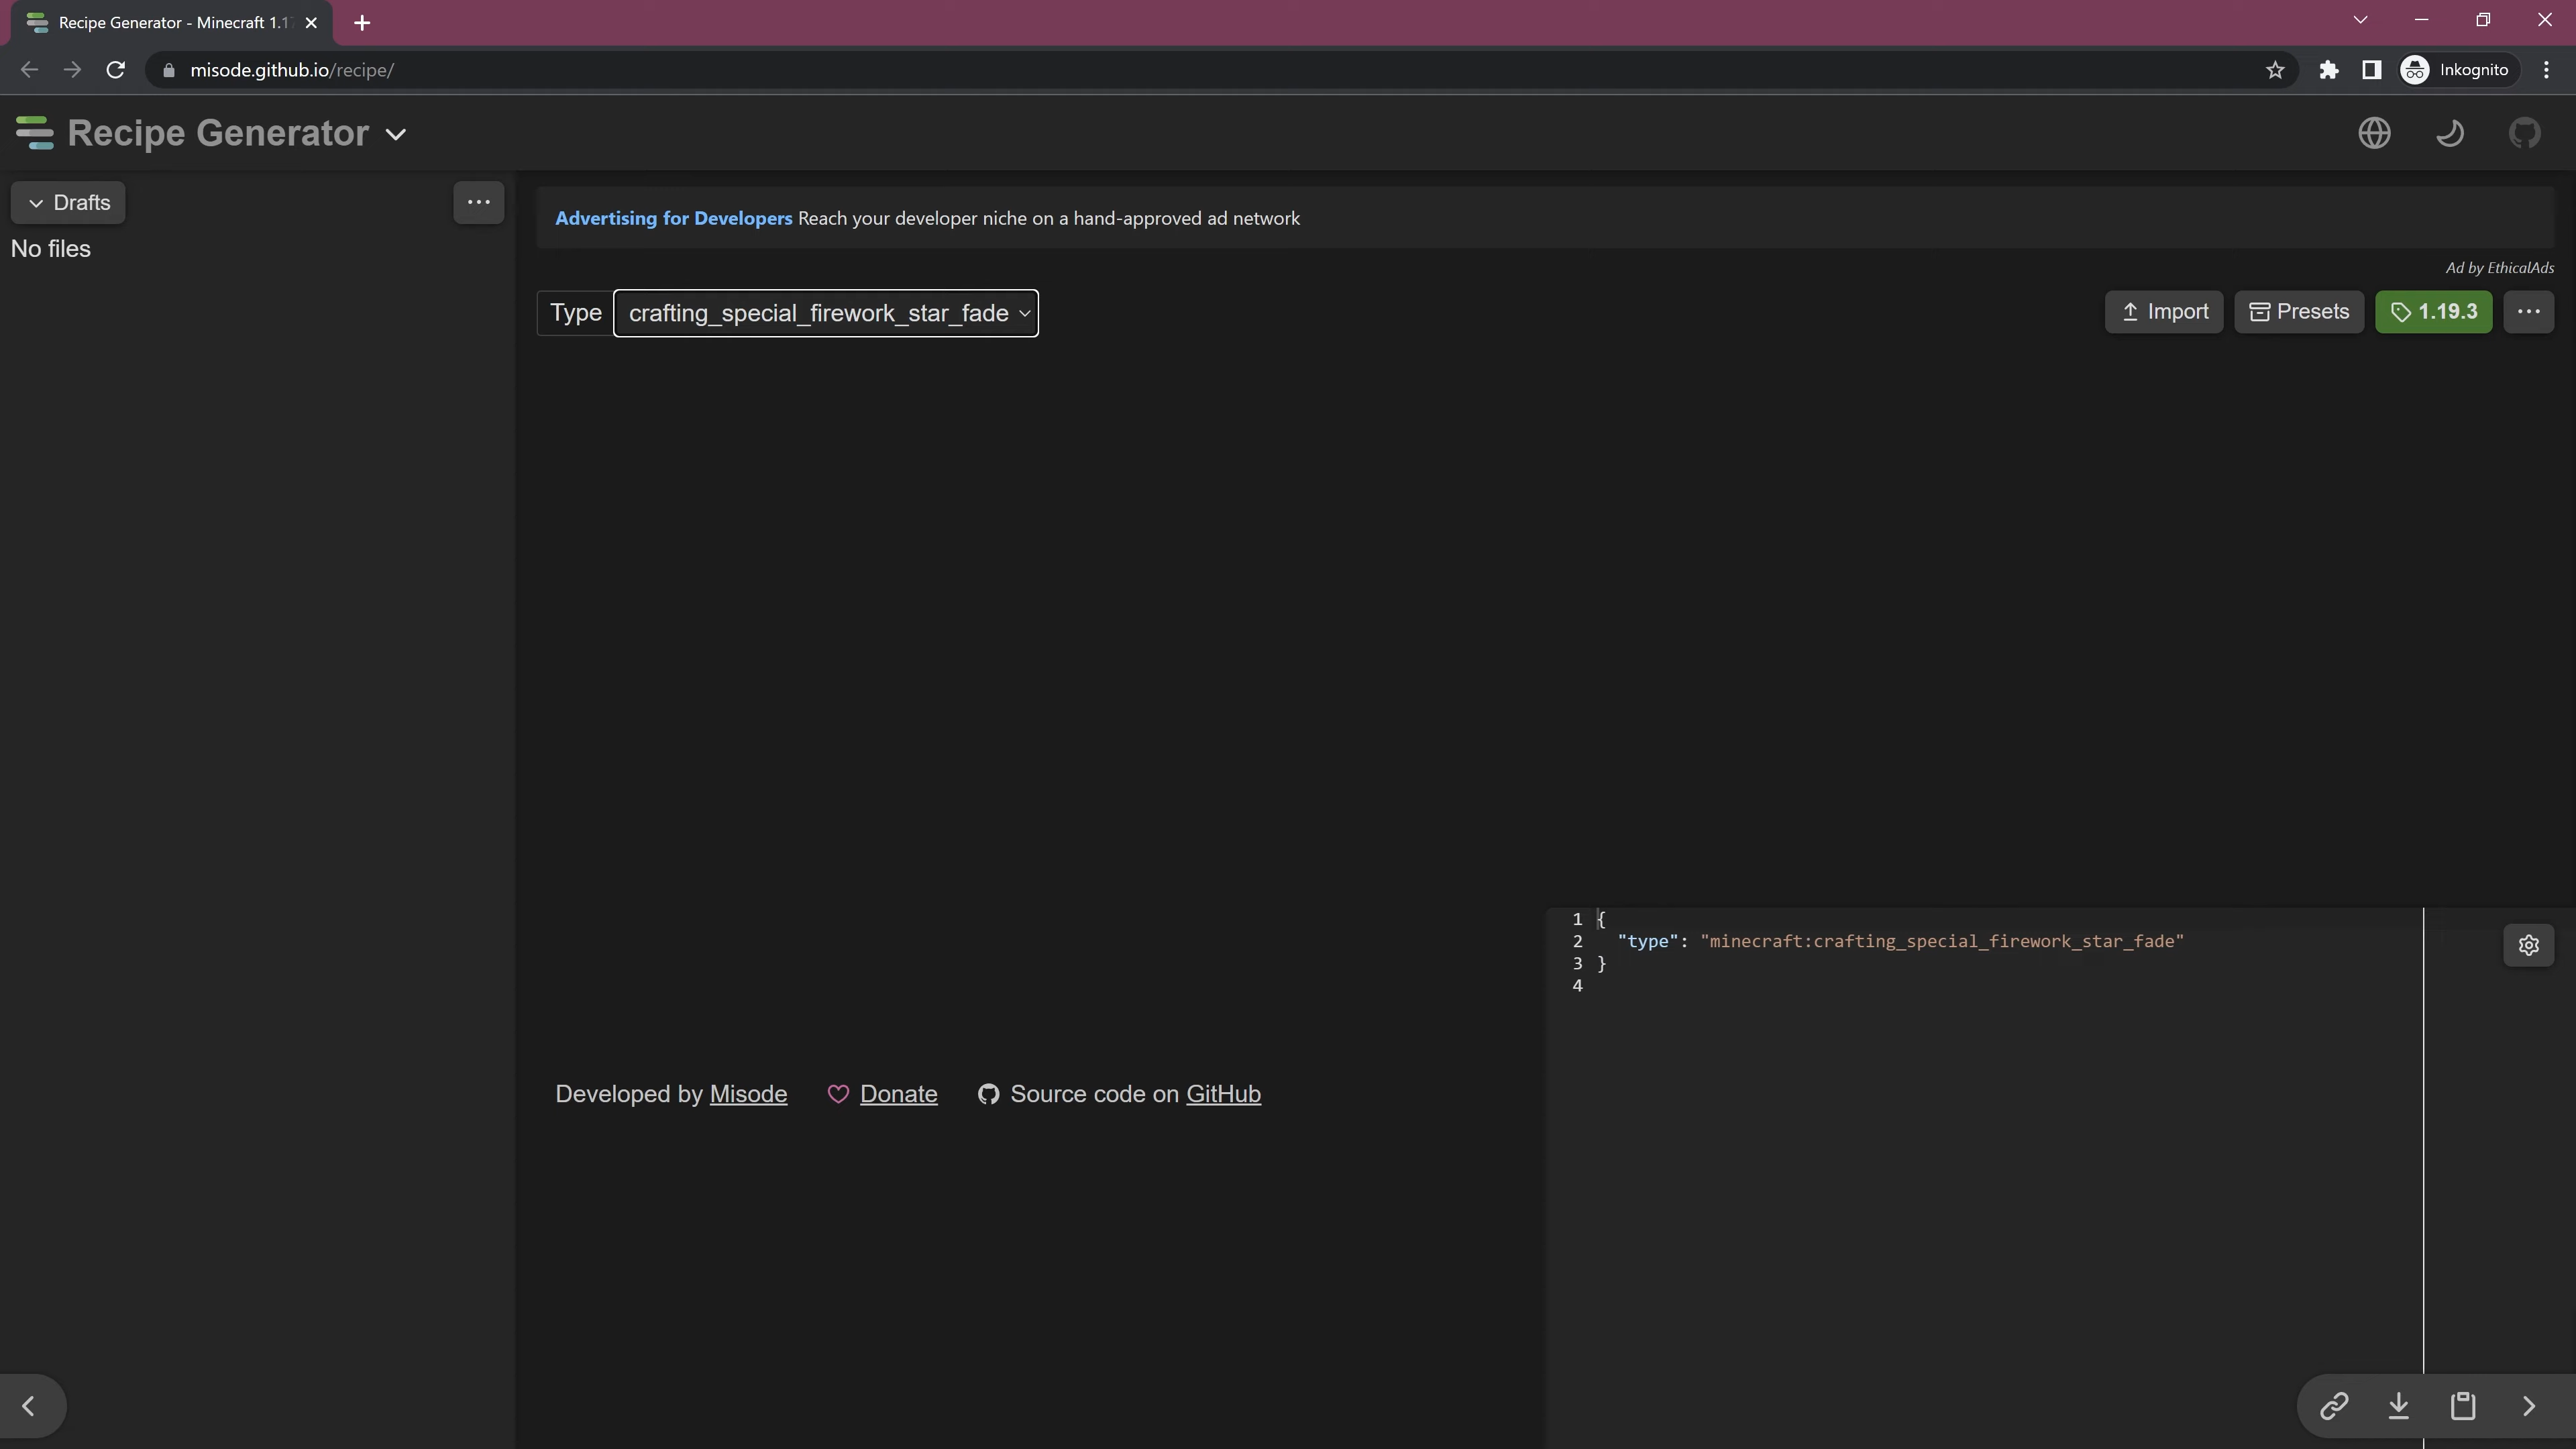 Recipe Generator - Minecraft 1.1
misode.github.io/recipe/
Inkognito
Recipe Generator
Drafts
No files
Advertising for Developers Reach your developer niche on a hand-approved ad network
Ad by EthicalAds
Type crafting_special_firework_star_fade
Import Presets 1.19.3
1 {
2 "type": "minecraft:crafting_special_firework_star_fade"
3 }
4
Developed by Misode Donate Source code on GitHub